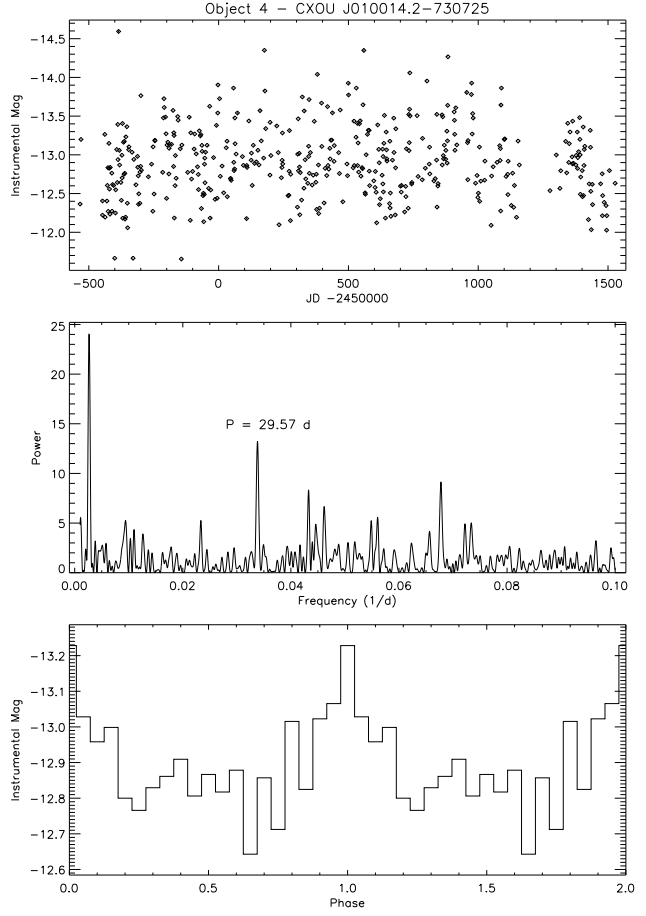 Object 4 − CXOU J010014.2−730725
−14.5
−14.0
−13.5
−13.0
−12.5
−12.0
Instrumental Mag
−500 0 500 1000 1500
JD −2450000
25
20
15
10
5
0
Power
P = 29.57 d
0.00 0.02 0.04 0.06 0.08 0.10
Frequency (1/d)
−13.2
−13.1
−13.0
−12.9
−12.8
−12.7
−12.6
Instrumental Mag
0.0 0.5 1.0 1.5 2.0
Phase